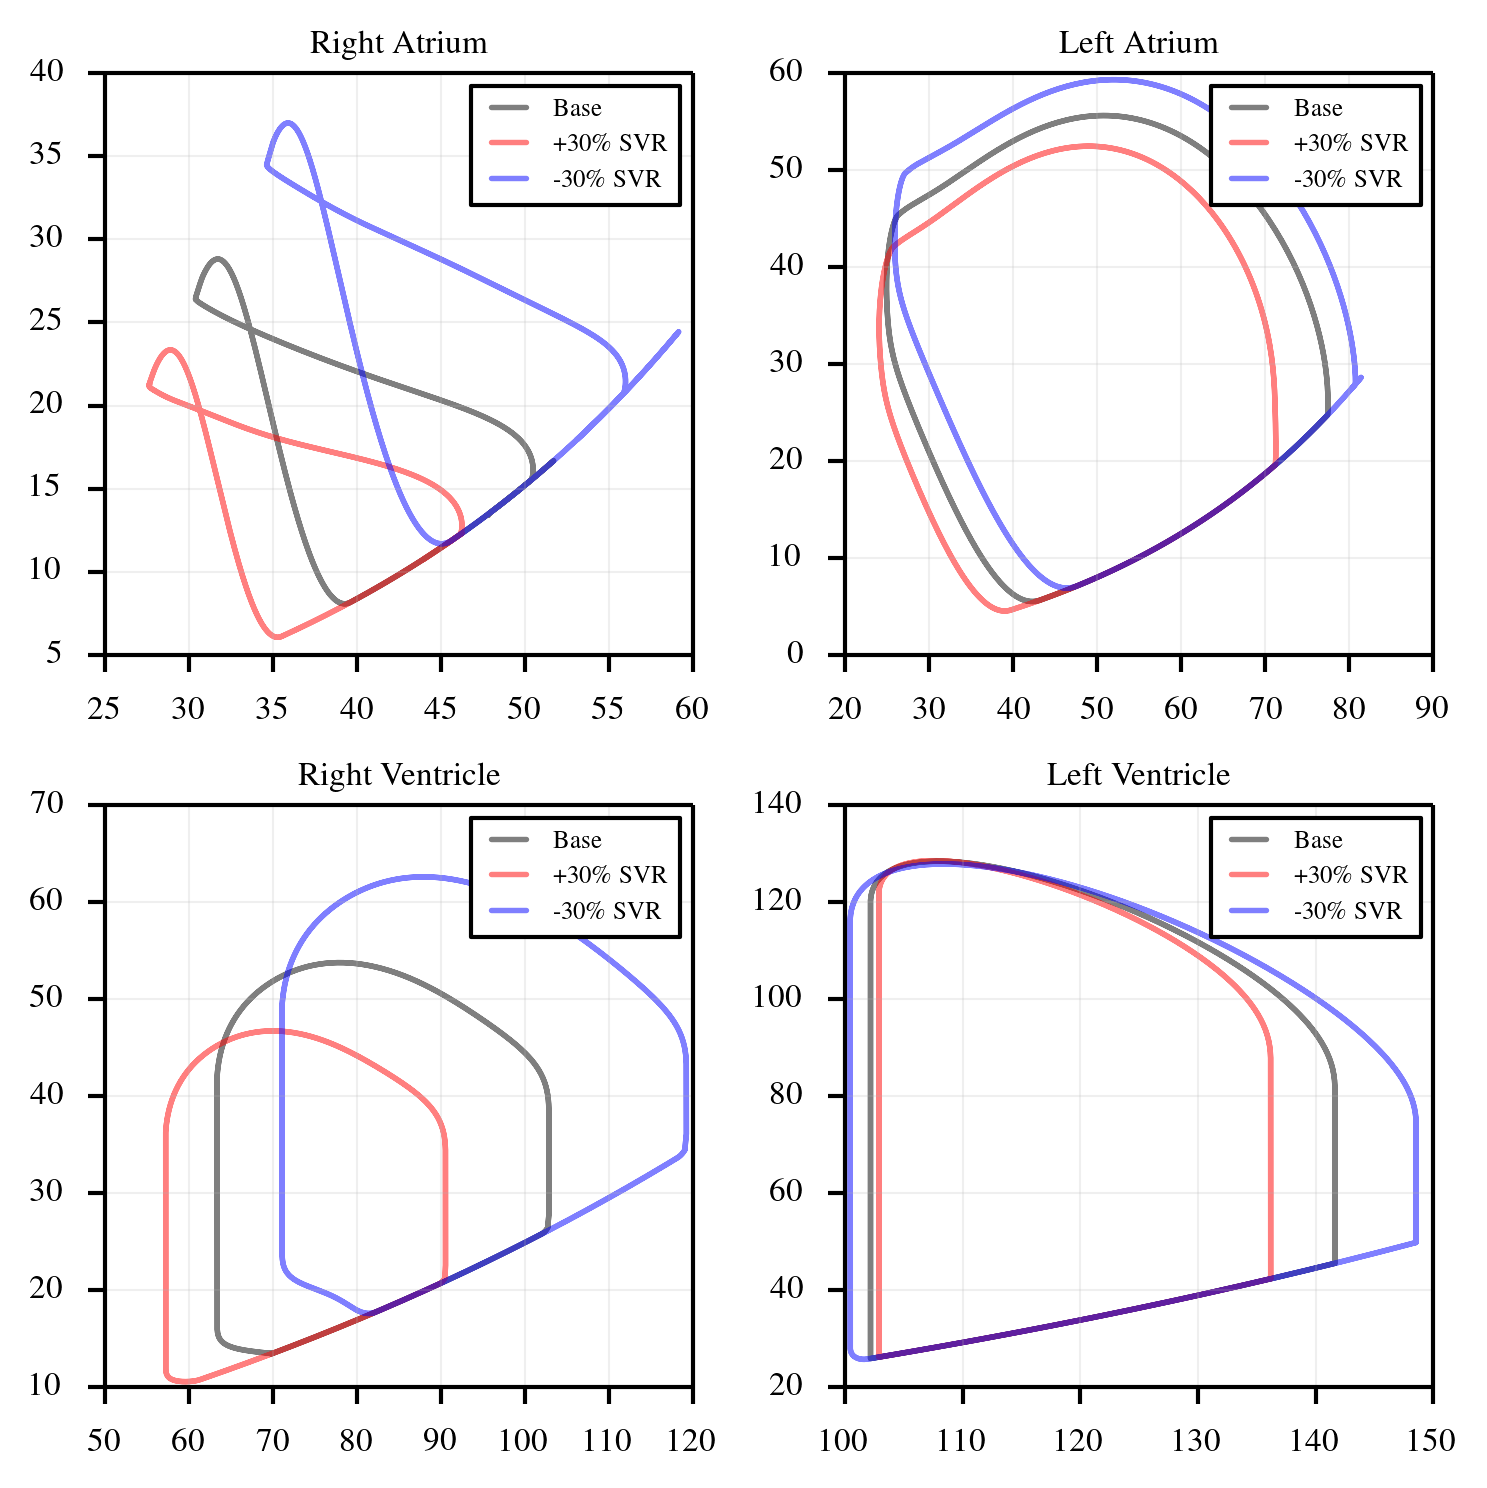 Right Atrium
40
35
30
25
20
15
10
5
25 30 35 40 45 50 55 60
Base
+30% SVR
-30% SVR
Left Atrium
60
50
40
30
20
10
0
20 30 40 50 60 70 80 90
Base
+30% SVR
-30% SVR
Right Ventricle
70
60
50
40
30
20
10
50 60 70 80 90 100 110 120
Base
+30% SVR
-30% SVR
Left Ventricle
140
120
100
80
60
40
20
100 110 120 130 140 150
Base
+30% SVR
-30% SVR